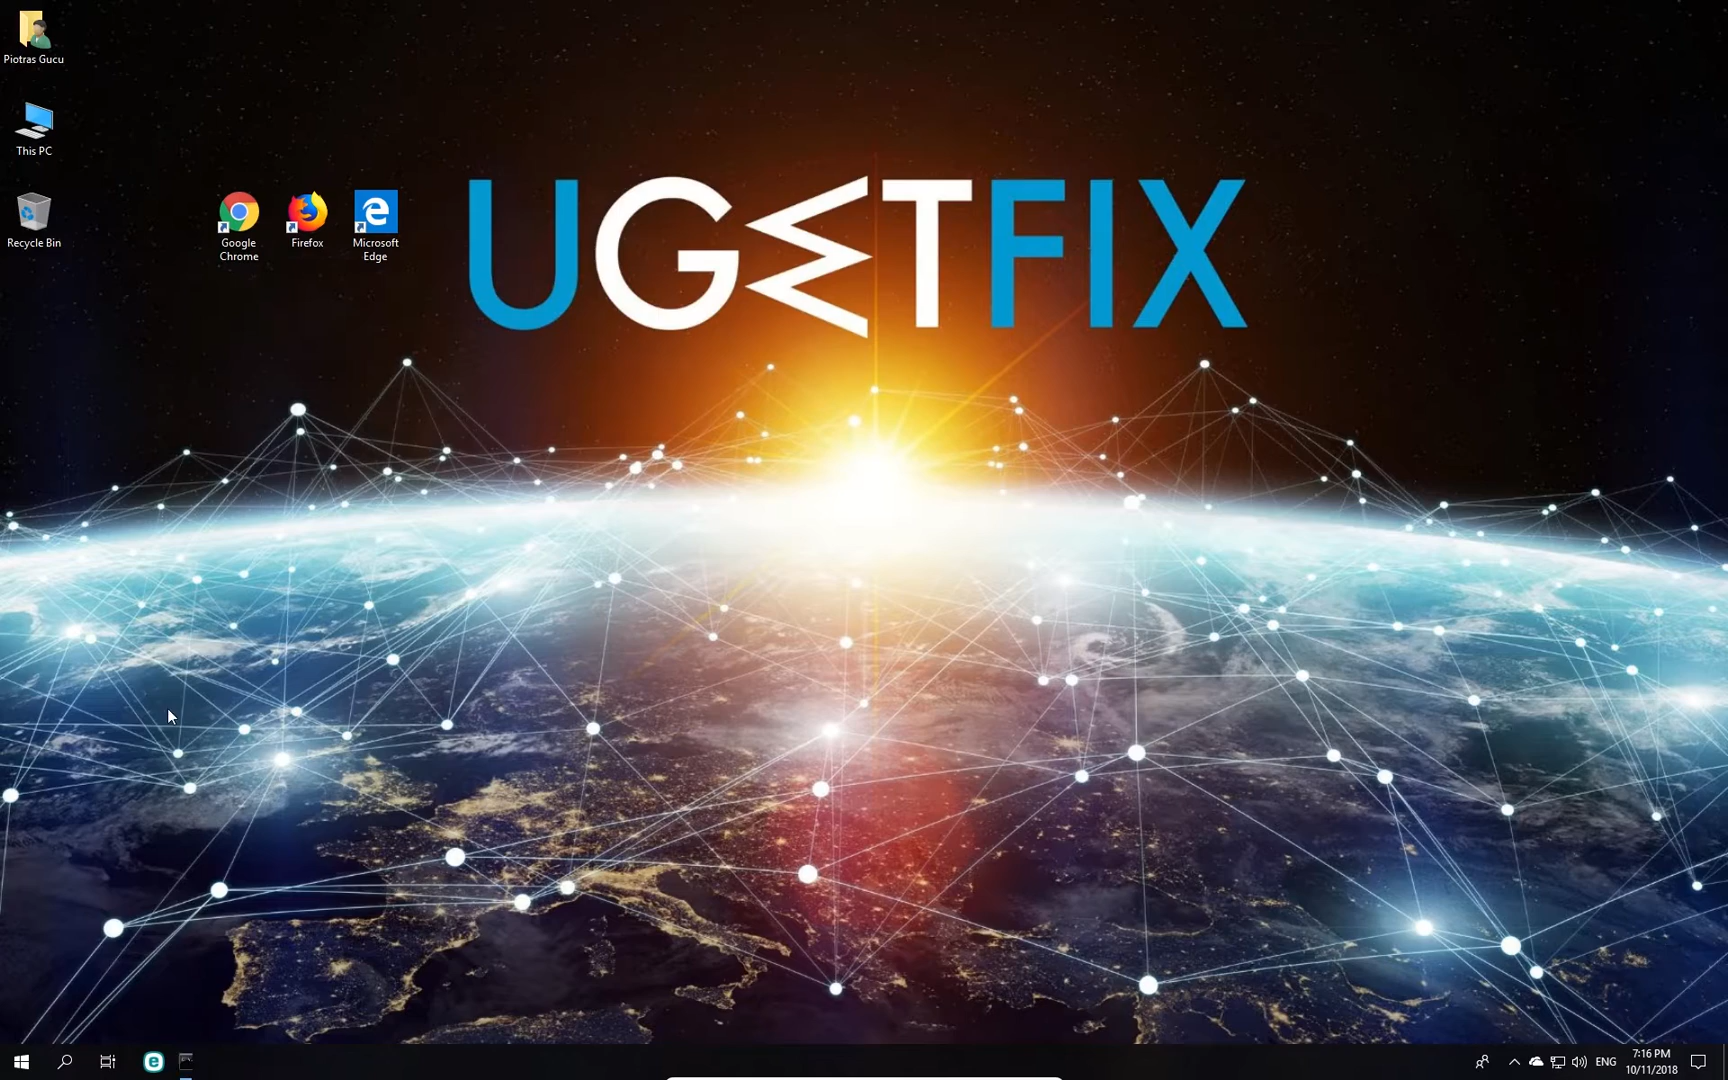 Piotras Gucu
This PC
Recycle Bin
Google
Chrome
Firefox
Microsoft
Edge
UGETFIX
ENG
7:16 PM
10/11/2018